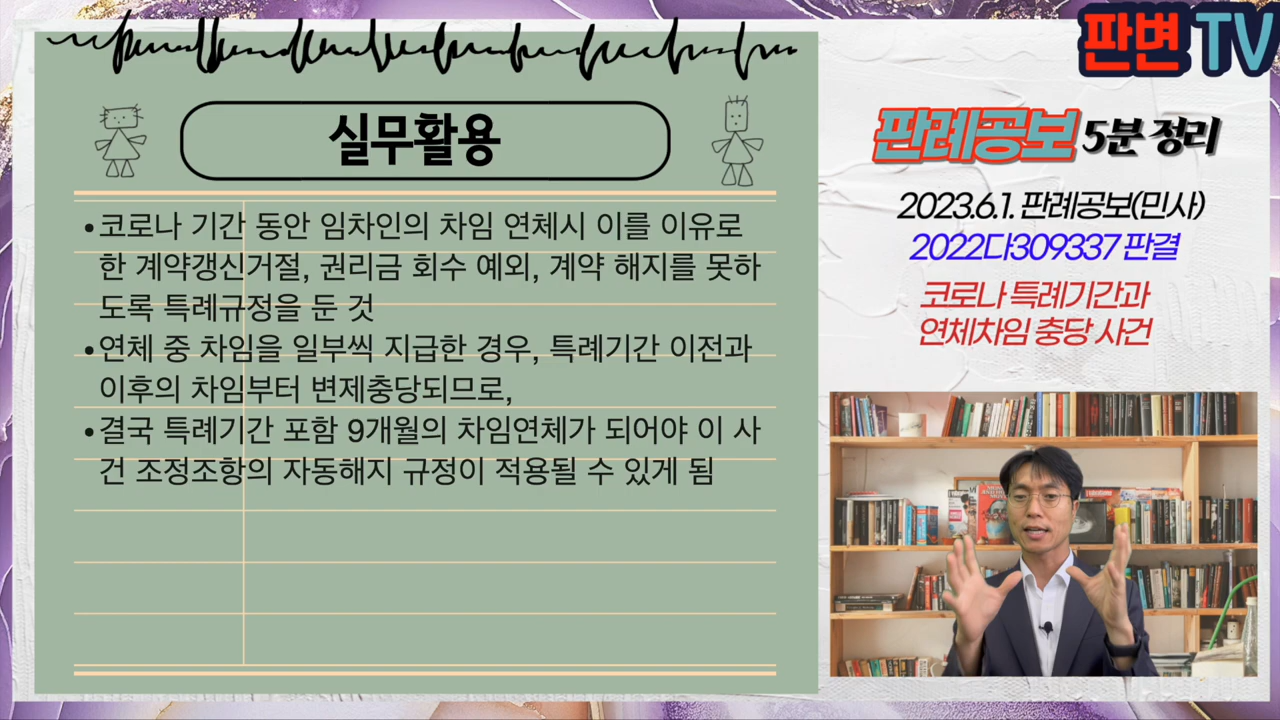 판변 TV
실무활용
•코로나 기간 동안 임차인의 차임 연체시 이를 이유로
한 계약갱신거절, 권리금 회수 예외, 계약 해지를 못하
도록 특례규정을 둔 것
•연체 중 차임을 일부씩 지급한 경우, 특례기간 이전과
이후의 차임부터 변제충당되므로,
•결국 특례기간 포함 9개월의 차임연체가 되어야 이 사
건 조정조항의 자동해지 규정이 적용될 수 있게 됨
판례공보 5분 정리
2023.6.1. 판례공보(민사)
2022다309337 판결
코로나 특례기간과
연체차임 충당 사건